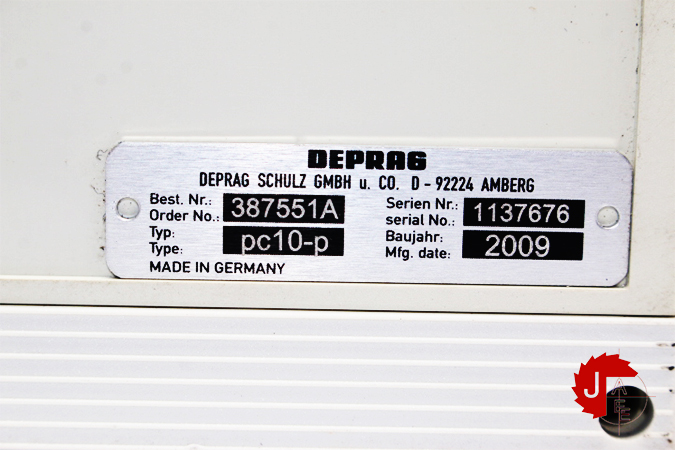 DEPRAG
DEPRAG SCHULZ GMBH u. CO. D - 92224 AMBERG
Best. Nr.: 
Order No.: 387551A
Typ:
Type: pc10-p
Serien Nr.:
serial No.: 1137676
Baujahr:
Mfg. date: 2009
MADE IN GERMANY
J